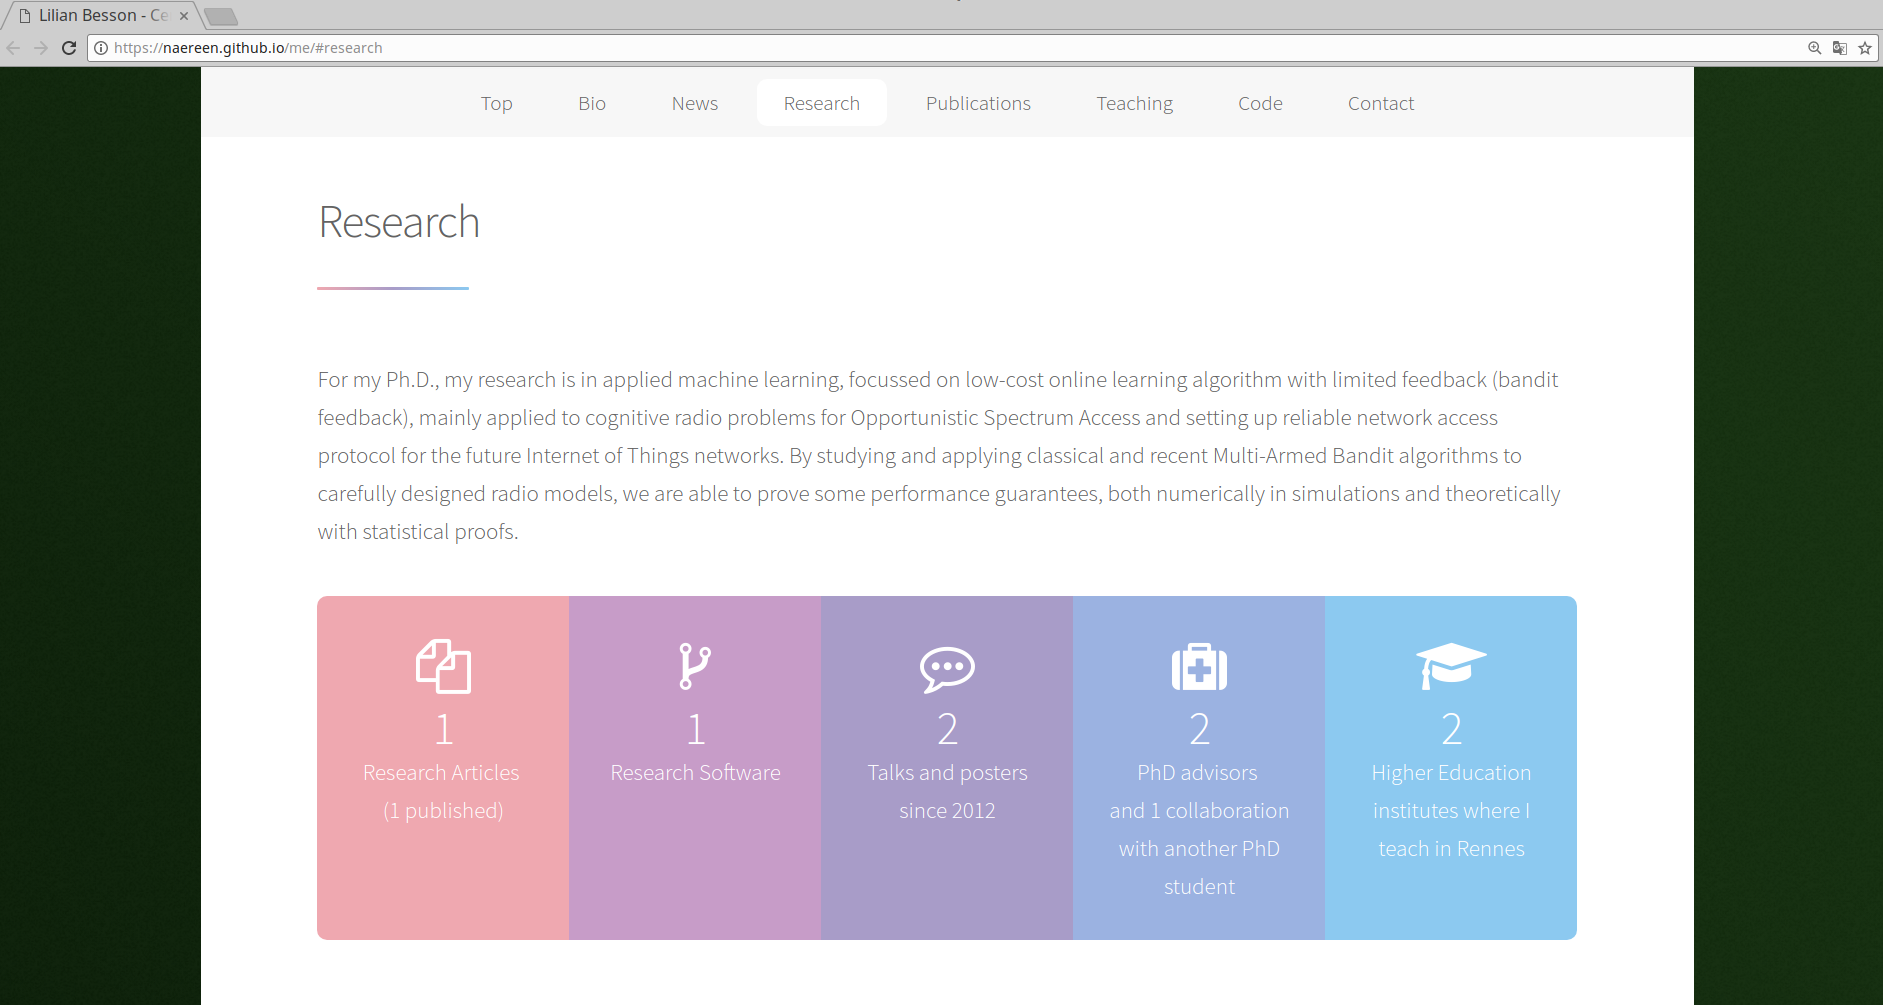 Lilian Besson - Ce
https://naereen.github.io/me/#research
Top Bio News Research Publications Teaching Code Contact
Research
For my Ph.D., my research is in applied machine learning, focussed on low-cost online learning algorithm with limited feedback (bandit
feedback), mainly applied to cognitive radio problems for Opportunistic Spectrum Access and setting up reliable network access
protocol for the future Internet of Things networks. By studying and applying classical and recent Multi-Armed Bandit algorithms to
carefully designed radio models, we are able to prove some performance guarantees, both numerically in simulations and theoretically
with statistical proofs.
1
Research Articles
(1 published)
1
Research Software
2
Talks and posters
since 2012
2
PhD advisors
and 1 collaboration
with another PhD
student
2
Higher Education
institutes where I
teach in Rennes